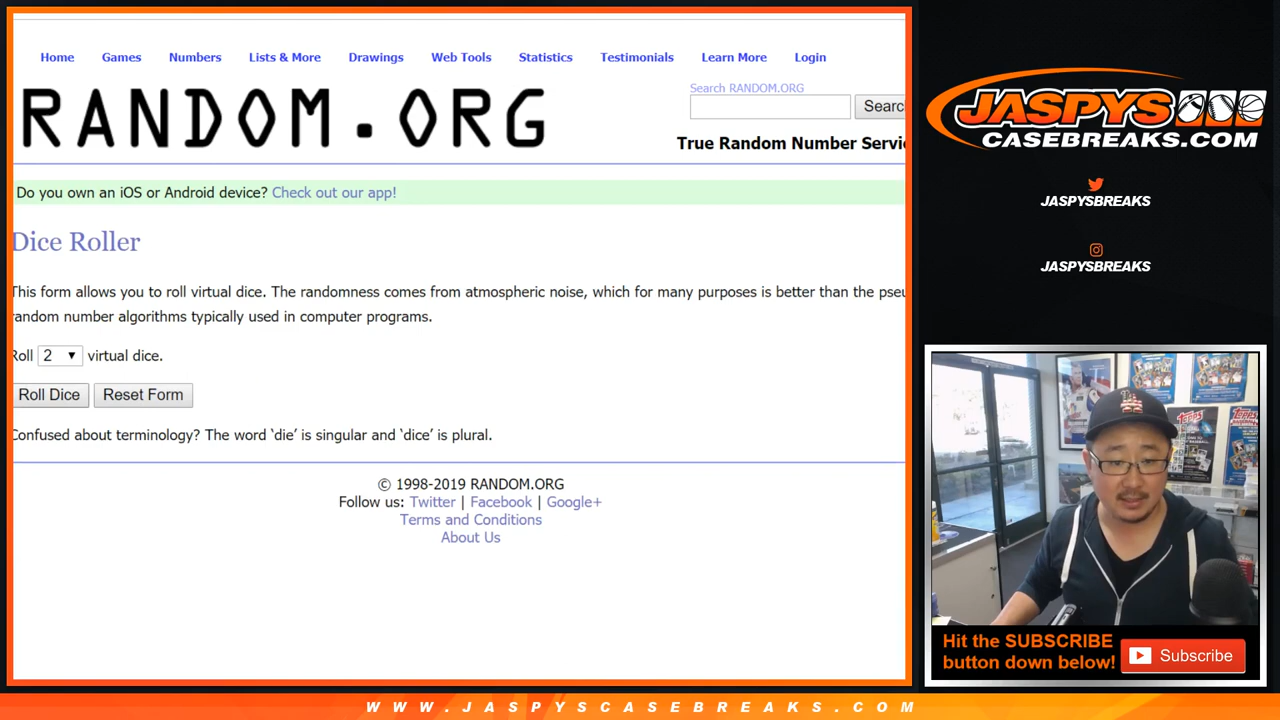 Home Games Numbers Lists & More Drawings Web Tools Statistics Testimonials Learn More Login
Search RANDOM.ORG
RANDOM.ORG
Searc
True Random Number Servi
Do you own an iOS or Android device? Check out our app!
Dice Roller
This form allows you to roll virtual dice. The randomness comes from atmospheric noise, which for many purposes is better than the pseu
random number algorithms typically used in computer programs.
Roll 2 virtual dice.
Roll Dice Reset Form
Confused about terminology? The word ‘die’ is singular and ‘dice’ is plural.
© 1998-2019 RANDOM.ORG
Follow us: Twitter | Facebook | Google+
Terms and Conditions
About Us
JASPYS
CASEBREAKS.COM
JASPYSBREAKS
JASPYSBREAKS
TOPPS
TOPPS
Hit the SUBSCRIBE
button down below!
Subscribe
WWW.JASPYSCASEBREAKS.COM